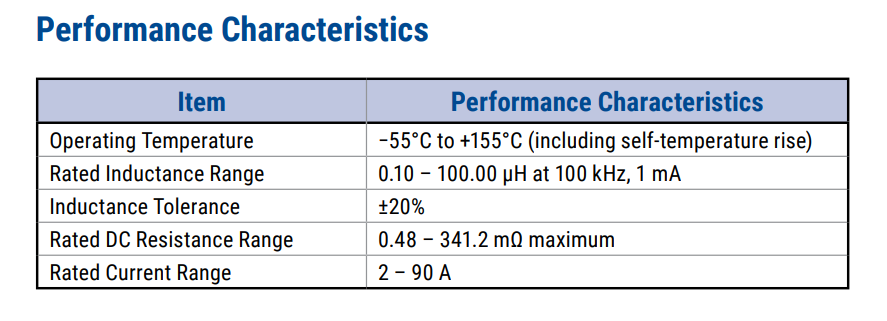 Performance Characteristics
Item Performance Characteristics
Operating Temperature −55°C to +155°C (including self-temperature rise)
Rated Inductance Range 0.10 – 100.00 μH at 100 kHz, 1 mA
Inductance Tolerance ±20%
Rated DC Resistance Range 0.48 – 341.2 mΩ maximum
Rated Current Range 2 – 90 A